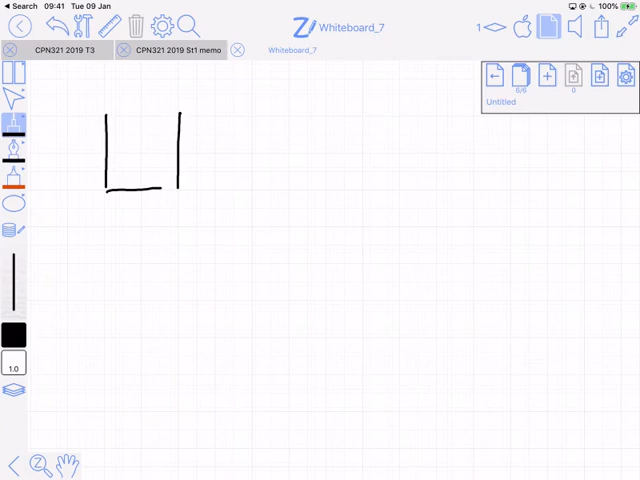 Search 09:41 Tue 09 Jan 100%
Whiteboard_7 1
CPN321 2019 T3 CPN321 2019 St1 memo Whiteboard_7
6/6 0
Untitled
1.0
Z